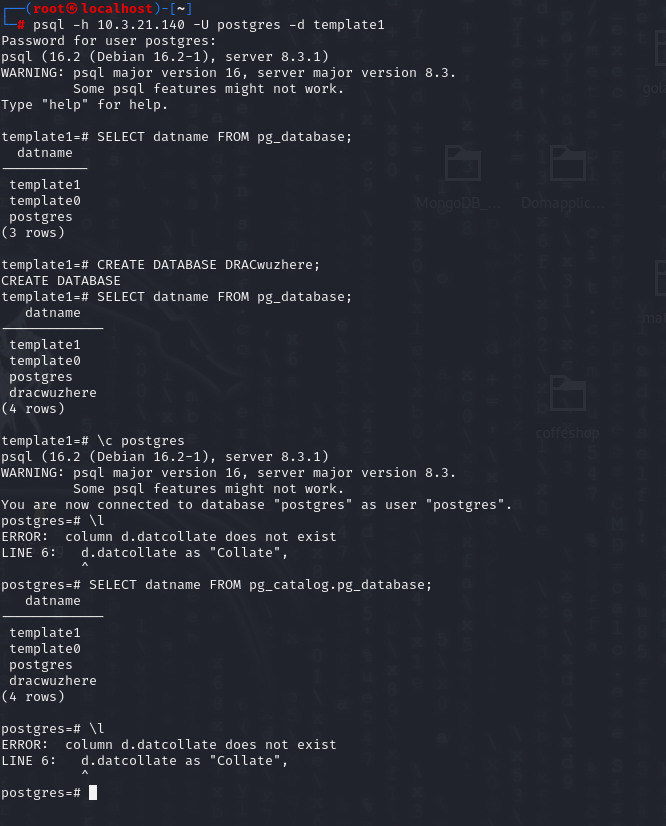 ┌──(root㉿localhost)-[~]
└─# psql -h 10.3.21.140 -U postgres -d template1
Password for user postgres:
psql (16.2 (Debian 16.2-1), server 8.3.1)
WARNING: psql major version 16, server major version 8.3.
         Some psql features might not work.
Type "help" for help.

template1=# SELECT datname FROM pg_database;
  datname
-----------
 template1
 template0
 postgres
(3 rows)

template1=# CREATE DATABASE DRACwuzhere;
CREATE DATABASE
template1=# SELECT datname FROM pg_database;
   datname
-------------
 template1
 template0
 postgres
 dracwuzhere
(4 rows)

template1=# \c postgres
psql (16.2 (Debian 16.2-1), server 8.3.1)
WARNING: psql major version 16, server major version 8.3.
         Some psql features might not work.
You are now connected to database "postgres" as user "postgres".
postgres=# \l
ERROR:  column d.datcollate does not exist
LINE 6:   d.datcollate as "Collate",
          ^
postgres=# SELECT datname FROM pg_catalog.pg_database;
   datname
-------------
 template1
 template0
 postgres
 dracwuzhere
(4 rows)

postgres=# \l
ERROR:  column d.datcollate does not exist
LINE 6:   d.datcollate as "Collate",
          ^
postgres=#
MongoDB_...
Domapplic...
coffeshop